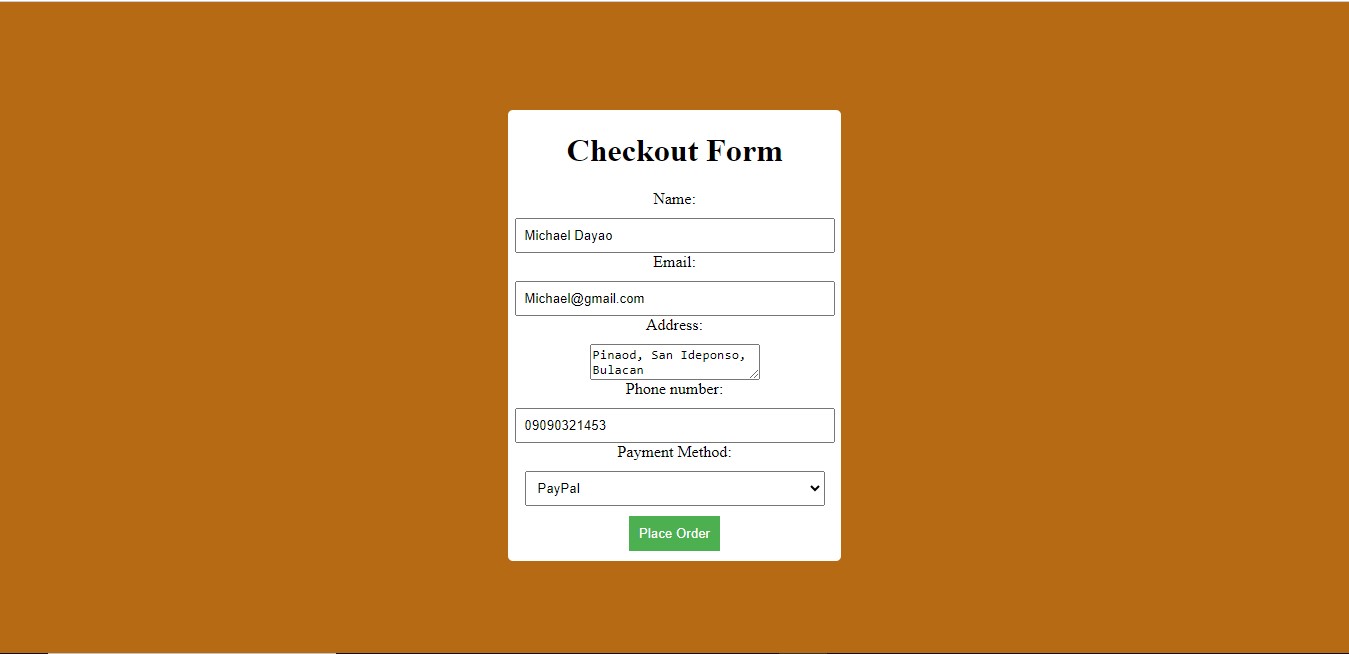 Checkout Form
Name:
Michael Dayao
Email:
Michael@gmail.com
Address:
Pinaod, San Ideponso,
Bulacan
Phone number:
09090321453
Payment Method:
PayPal
Place Order